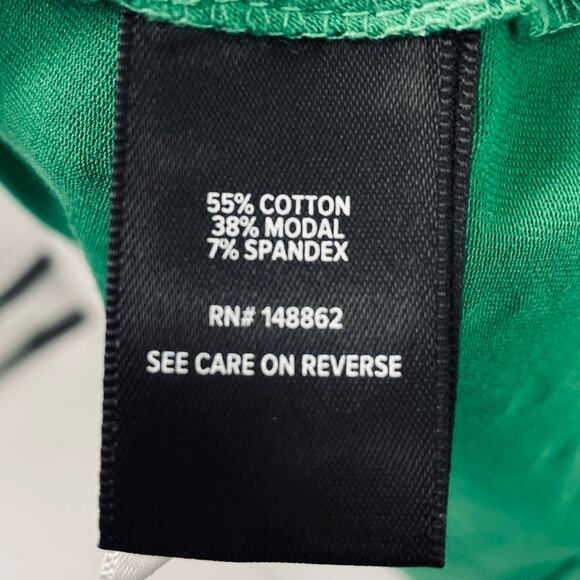 55% COTTON
38% MODAL
7% SPANDEX
RN# 148862
SEE CARE ON REVERSE